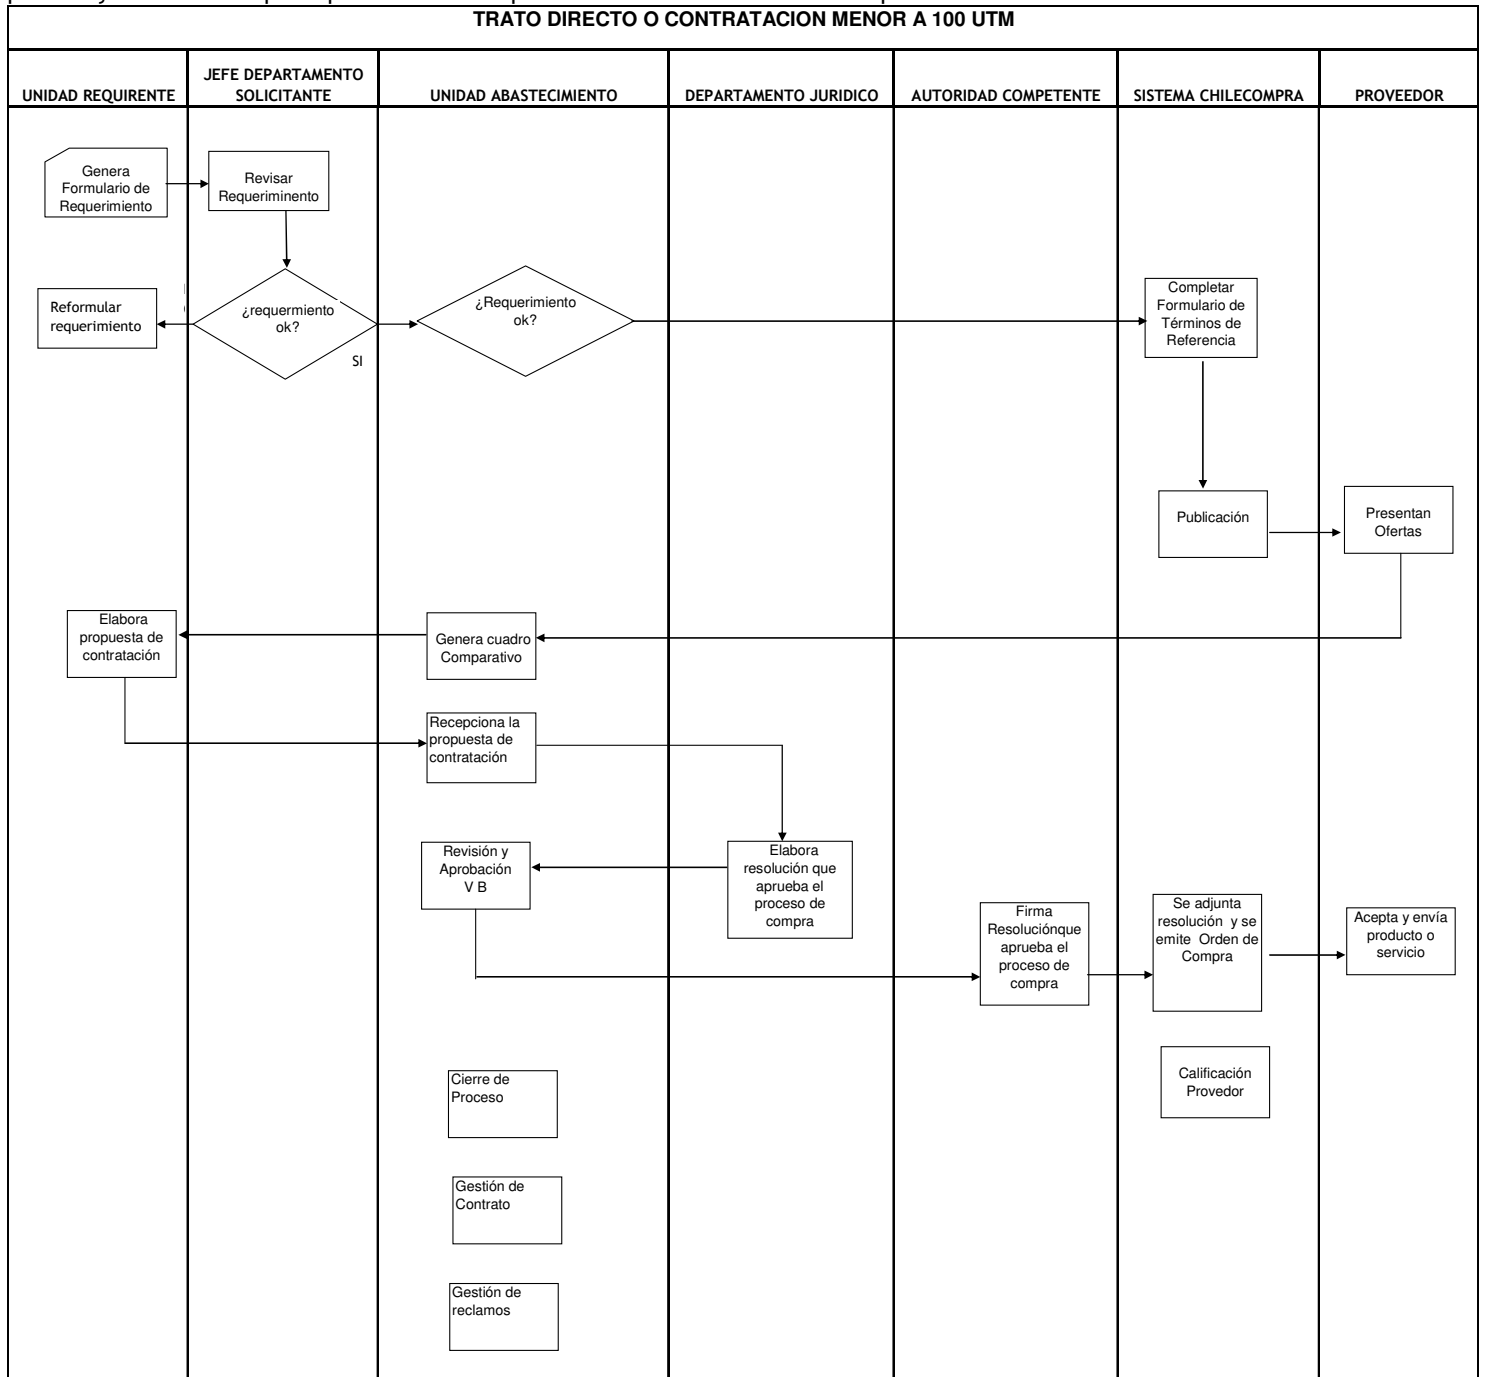 TRATO DIRECTO O CONTRATACION MENOR A 100 UTM
UNIDAD REQUIRENTE
JEFE DEPARTAMENTO
SOLICITANTE
UNIDAD ABASTECIMIENTO
DEPARTAMENTO JURIDICO
AUTORIDAD COMPETENTE
SISTEMA CHILECOMPRA
PROVEEDOR
Genera
Formulario de
Requerimiento
Revisar
Requeriminento
Reformular
requerimiento
¿requermiento
ok?
SI
¿Requerimiento
ok?
Completar
Formulario de
Términos de
Referencia
Publicación
Presentan
Ofertas
Elabora
propuesta de
contratación
Genera cuadro
Comparativo
Recepciona la
propuesta de
contratación
Revisión y
Aprobación
V B
Elabora
resolución que
aprueba el
proceso de
compra
Firma
Resoluciónque
aprueba el
proceso de
compra
Se adjunta
resolución y se
emite Orden de
Compra
Acepta y envía
producto o
servicio
Cierre de
Proceso
Calificación
Provedor
Gestión de
Contrato
Gestión de
reclamos